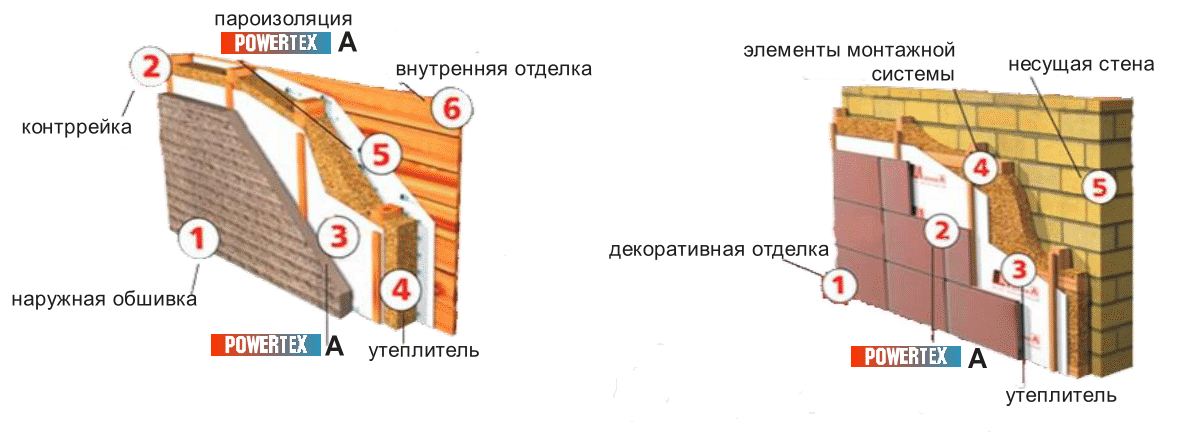 пароизоляция
POWERTEX A
2
контррейка
внутренняя отделка
6
5
1
3
4
наружная обшивка
POWERTEX A
утеплитель
элементы монтажной
системы
несущая стена
4
5
2
декоративная отделка
3
1
POWERTEX A
утеплитель